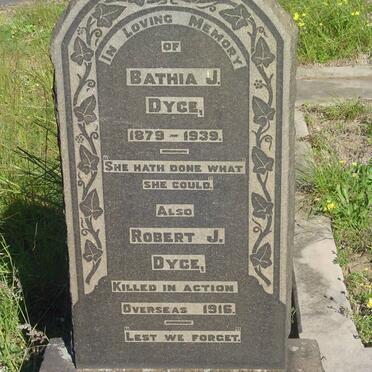 IN LOVING MEMORY
OF
BATHIA J.
DYCE,
1879 — 1939.
"SHE HATH DONE WHAT
SHE COULD.
ALSO
ROBERT J.
DYCE,
KILLED IN ACTION
OVERSEAS 1916.
"LEST WE FORGET."